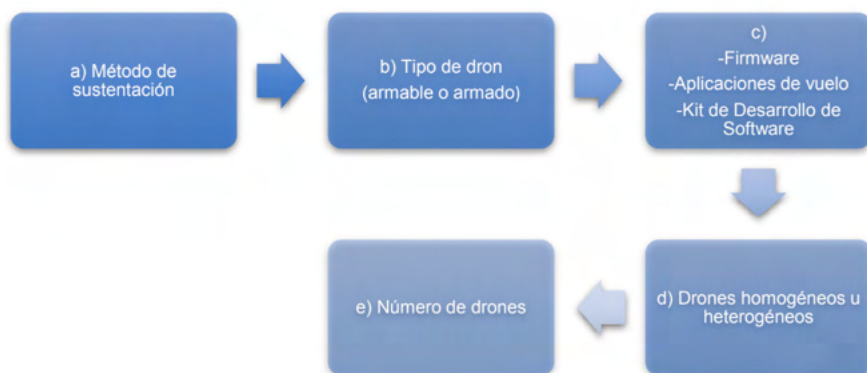 a) Método de
sustentación
b) Tipo de dron
(armable o armado)
c)
-Firmware
-Aplicaciones de vuelo
-Kit de Desarrollo de
Software
d) Drones homogéneos u
heterogéneos
e) Número de drones